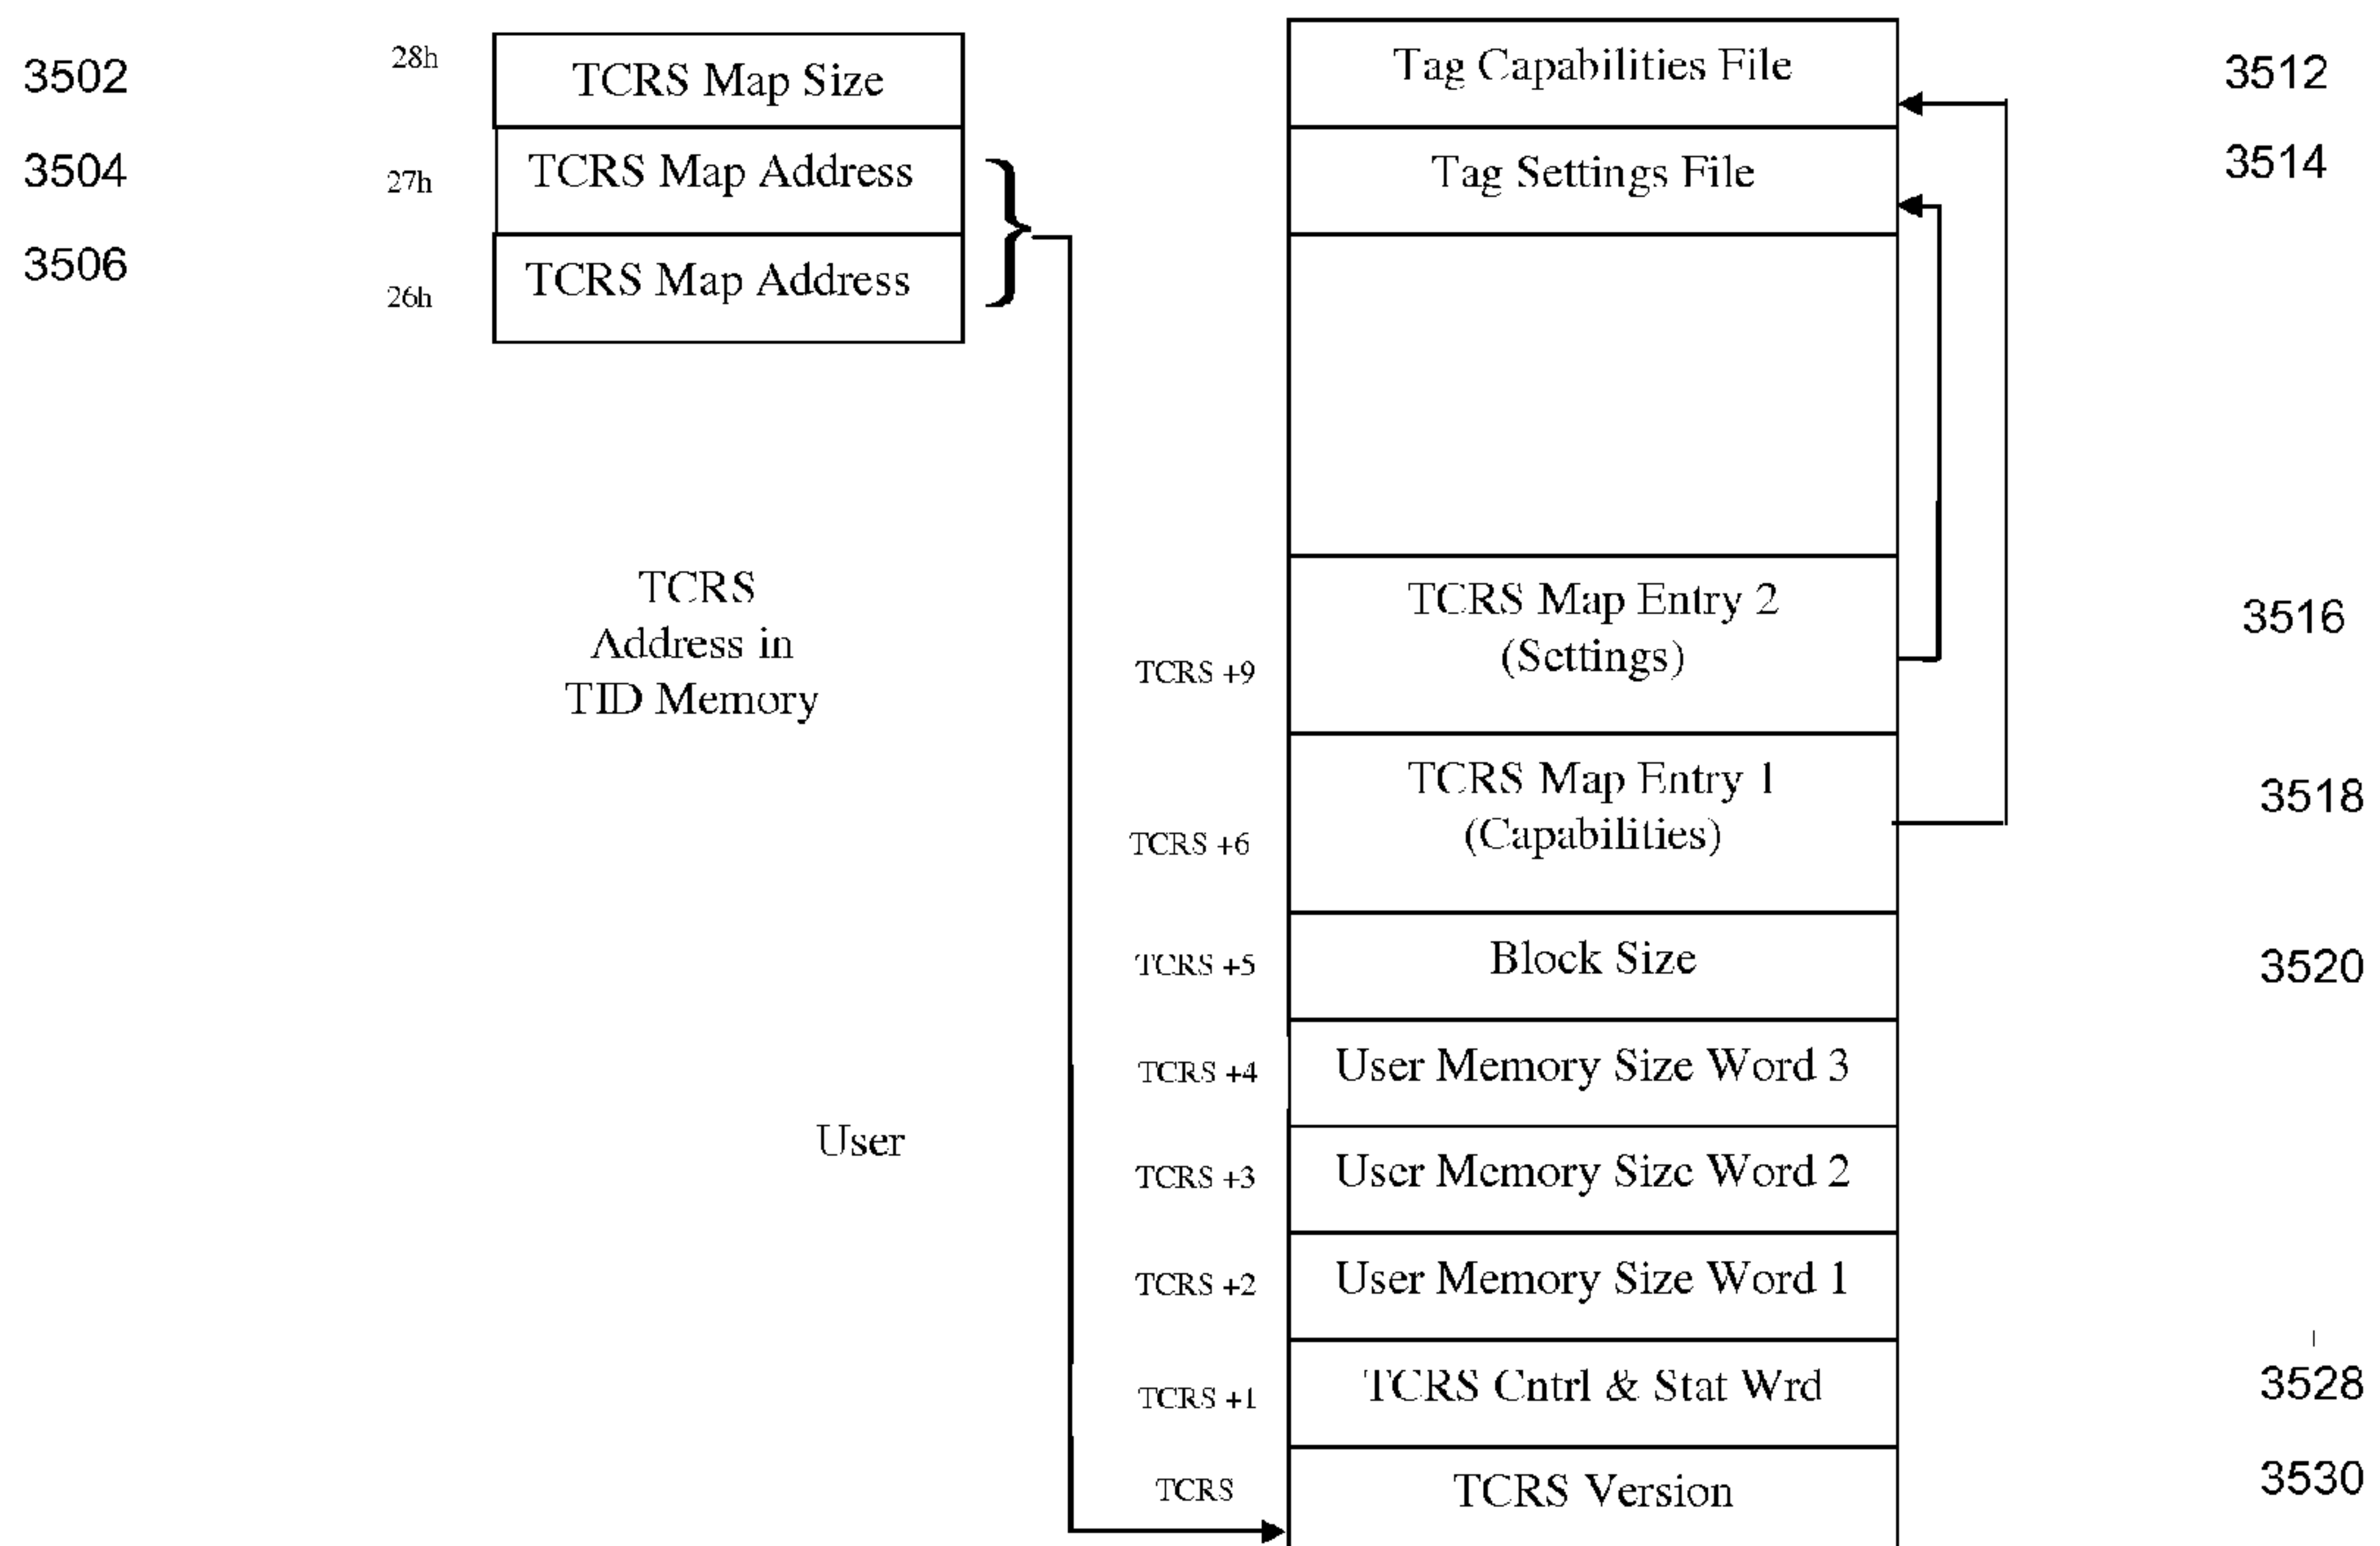 3502
28h
TCRS Map Size
3504
27h
TCRS Map Address
3506
26h
TCRS Map Address
TCRS
Address in
TID Memory
User
Tag Capabilities File
3512
Tag Settings File
3514
TCRS +9
TCRS Map Entry 2
(Settings)
3516
TCRS +6
TCRS Map Entry 1
(Capabilities)
3518
TCRS +5
Block Size
3520
TCRS +4
User Memory Size Word 3
TCRS +3
User Memory Size Word 2
TCRS +2
User Memory Size Word 1
TCRS +1
TCRS Cntrl & Stat Wrd
3528
TCRS
TCRS Version
3530